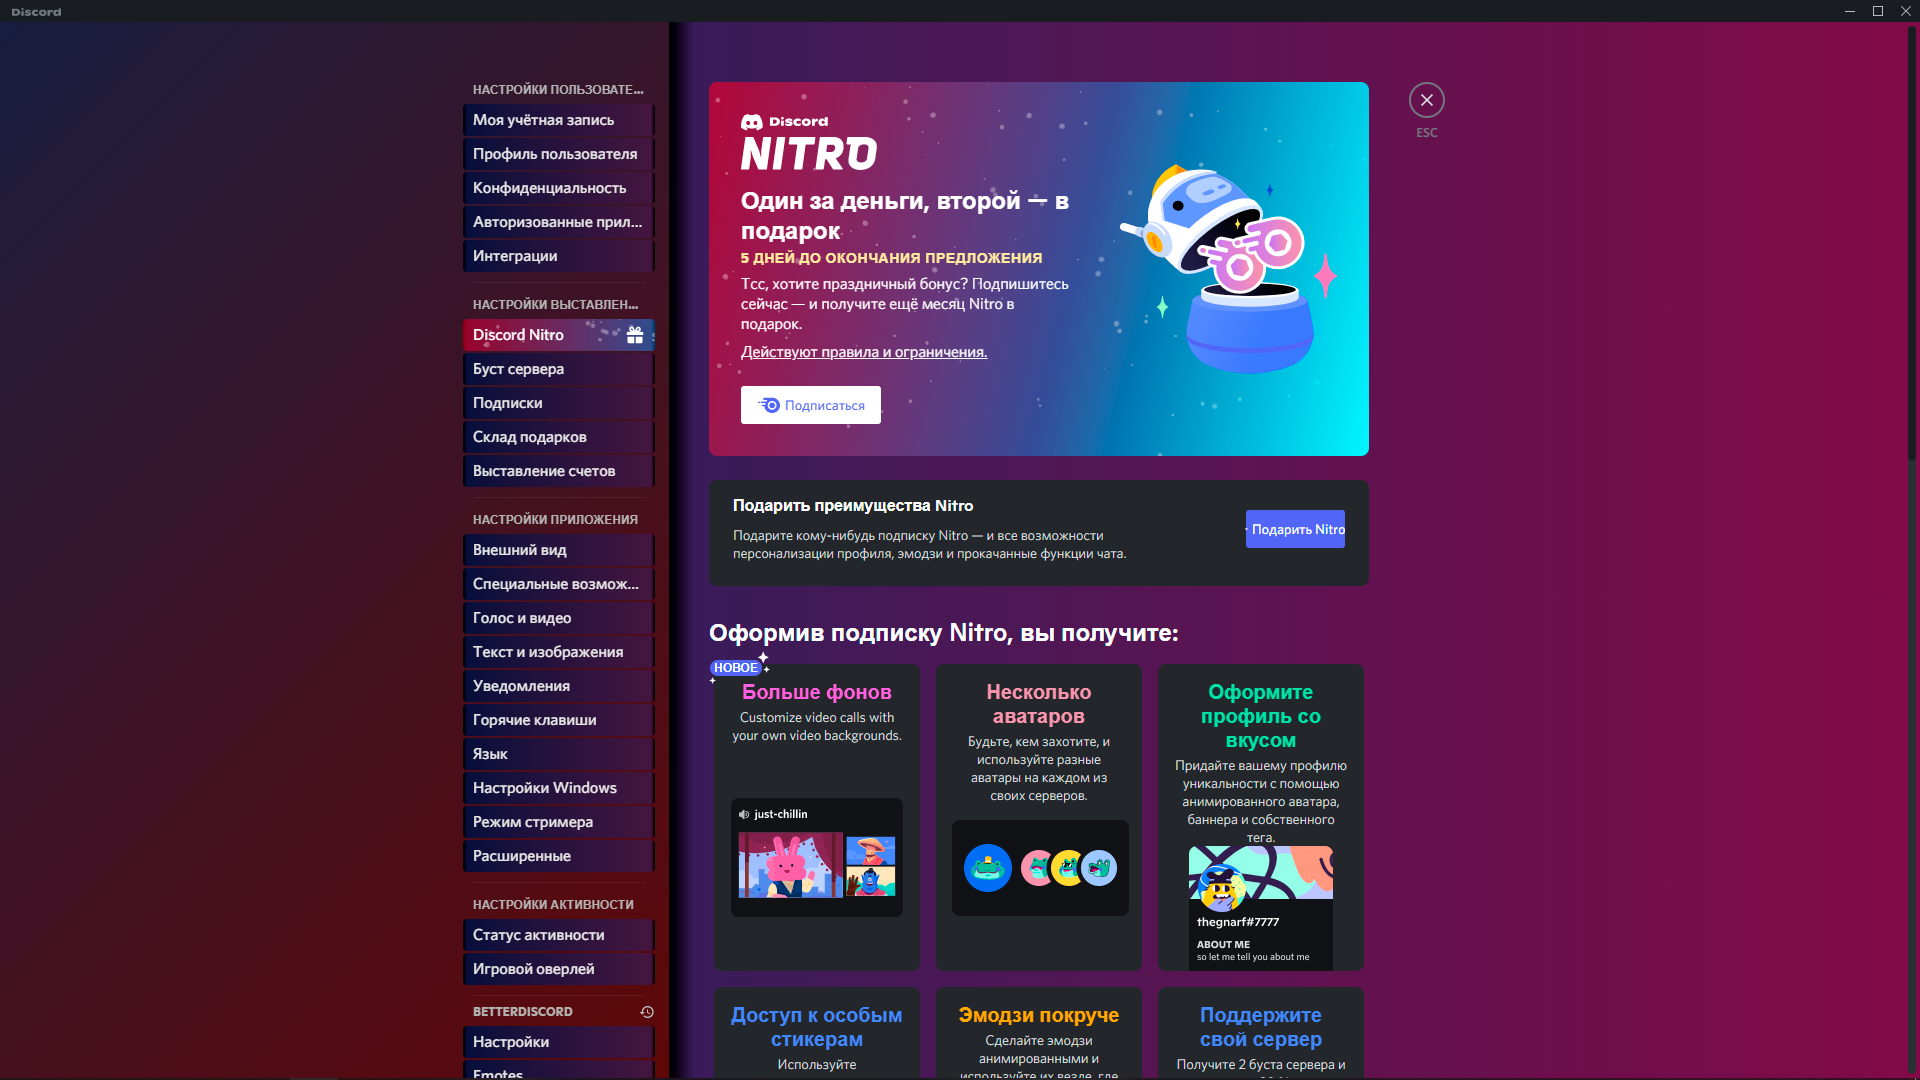 Discord
НАСТРОЙКИ ПОЛЬЗОВАТЕ...
Моя учётная запись
Профиль пользователя
Конфиденциальность
Авторизованные прил...
Интеграции
НАСТРОЙКИ ВЫСТАВЛЕН...
Discord Nitro
Буст сервера
Подписки
Склад подарков
Выставление счетов
НАСТРОЙКИ ПРИЛОЖЕНИЯ
Внешний вид
Специальные возмож...
Голос и видео
Текст и изображения
Уведомления
Горячие клавиши
Язык
Настройки Windows
Режим стримера
Расширенные
НАСТРОЙКИ АКТИВНОСТИ
Статус активности
Игровой оверлей
BETTERDISCORD
Настройки
Emotes
Discord
NITRO
Один за деньги, второй — в
подарок
5 ДНЕЙ ДО ОКОНЧАНИЯ ПРЕДЛОЖЕНИЯ
Тсс, хотите праздничный бонус? Подпишитесь
сейчас — и получите ещё месяц Nitro в
подарок.
Действуют правила и ограничения.
Подписаться
ESC
Подарить преимущества Nitro
Подарите кому-нибудь подписку Nitro — и все возможности
персонализации профиля, эмодзи и прокачанные функции чата.
Подарить Nitro
Оформив подписку Nitro, вы получите:
НОВОЕ
Больше фонов
Customize video calls with
your own video backgrounds.
just-chillin
Несколько
аватаров
Будьте, кем захотите, и
используйте разные
аватары на каждом из
своих серверов.
Оформите
профиль со
вкусом
Придайте вашему профилю
уникальности с помощью
анимированного аватара,
баннера и собственного
тега.
thegnarf#7777
ABOUT ME
so let me tell you about me
Доступ к особым
стикерам
Используйте
Эмодзи покруче
Сделайте эмодзи
анимированными и
используйте их везде, где
Поддержите
свой сервер
Получите 2 буста сервера и